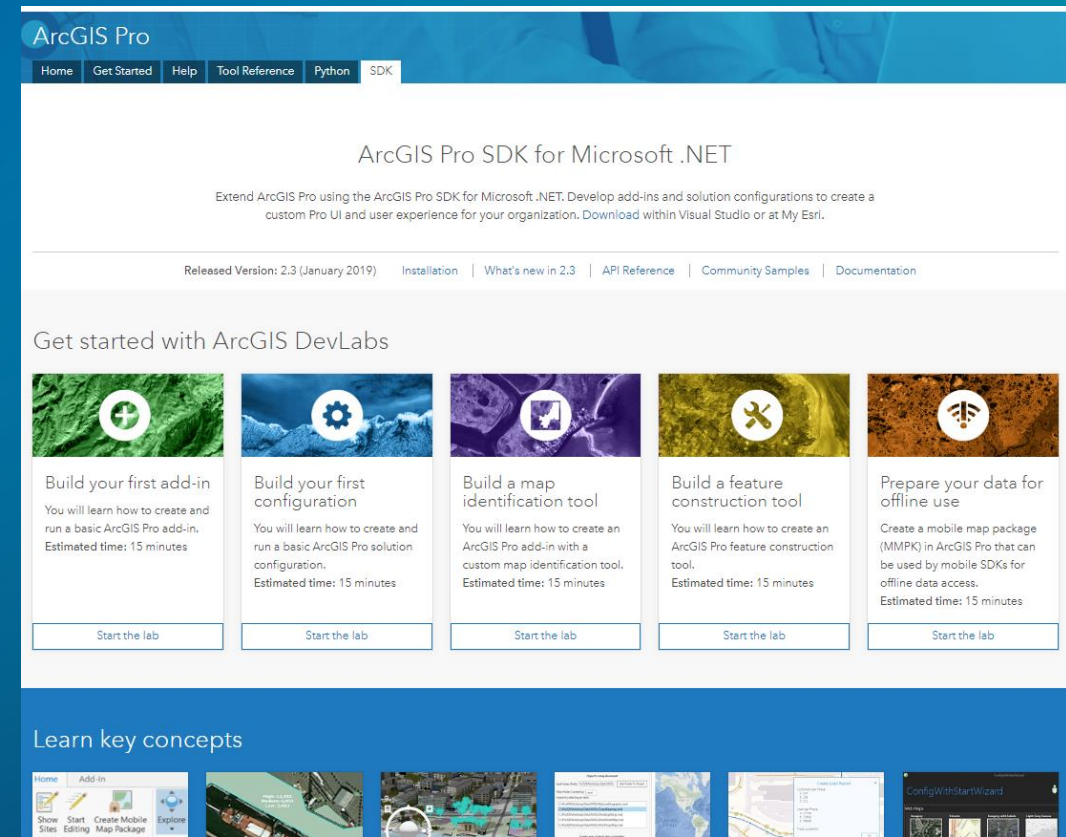 ArcGIS Pro
Home
Get Started
Help
Tool Reference
Python
SDK
ArcGIS Pro SDK for Microsoft .NET
Extend ArcGIS Pro using the ArcGIS Pro SDK for Microsoft .NET. Develop add-ins and solution configurations to create a
custom Pro UI and user experience for your organization. Download within Visual Studio or at My Esri.
Released Version: 2.3 (January 2019) Installation | What's new in 2.3 | API Reference | Community Samples | Documentation
Get started with ArcGIS DevLabs
Build your first add-in
You will learn how to create and
run a basic ArcGIS Pro add-in.
Estimated time: 15 minutes
Start the lab
Build your first
configuration
You will learn how to create and
run a basic ArcGIS Pro solution
configuration.
Estimated time: 15 minutes
Start the lab
Build a map
identification tool
You will learn how to create an
ArcGIS Pro add-in with a
custom map identification tool.
Estimated time: 15 minutes
Start the lab
Build a feature
construction tool
You will learn how to create an
ArcGIS Pro feature construction
tool.
Estimated time: 15 minutes
Start the lab
Prepare your data for
offline use
Create a mobile map package
(MMPK) in ArcGIS Pro that can
be used by mobile SDKs for
offline data access.
Estimated time: 15 minutes
Start the lab
Learn key concepts
Home Add-In
Show Start Create Mobile Explore
Sites Editing Map Package
ConfigWithStartWizard